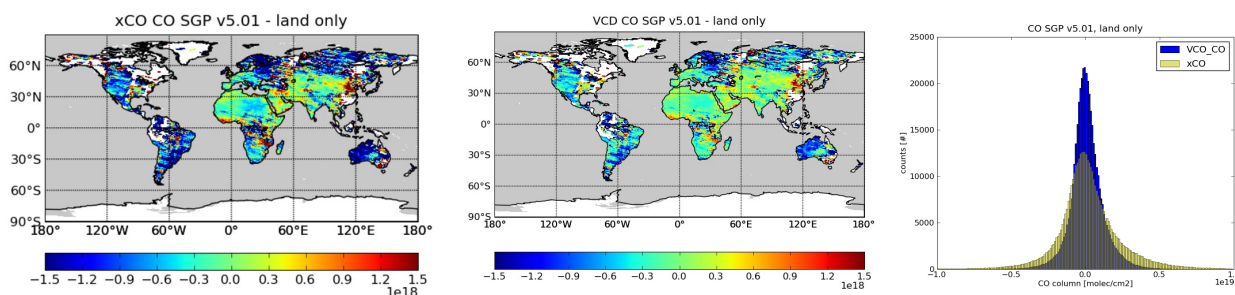 xCO CO SGP v5.01 - land only
60°N
30°N
0°
30°S
60°S
90°S
180°W 120°W 60°W 0° 60°E 120°E 180°
−1.5 −1.2 −0.9 −0.6 −0.3 0.0 0.3 0.6 0.9 1.2 1.5
1e18
VCD CO SGP v5.01 - land only
60°N
30°N
0°
30°S
60°S
90°S
180°W 120°W 60°W 0° 60°E 120°E 180°
−1.5 −1.2 −0.9 −0.6 −0.3 0.0 0.3 0.6 0.9 1.2 1.5
1e18
CO SGP v5.01, land only
VCO_CO
xCO
counts [#]
25000
20000
15000
10000
5000
0
−1.0 −0.5 0.0 0.5 1.
1e19
CO column [molec/cm2]